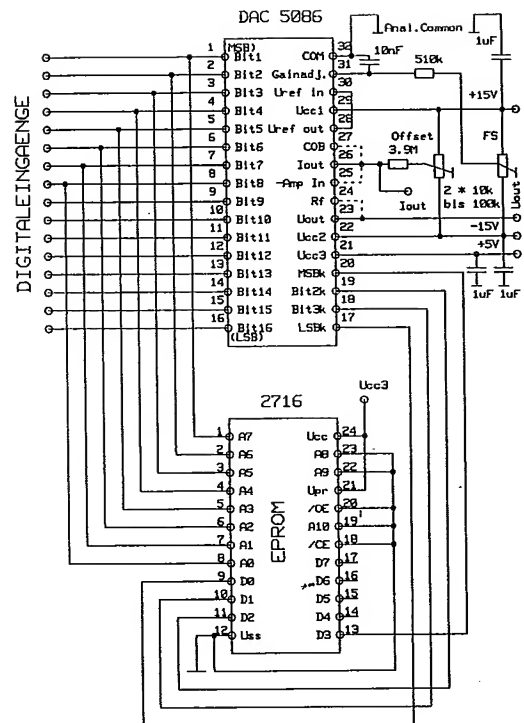 DAC 5086
DIGITALEINGAENGE
1 (MSB) Bit1
2 Bit2
3 Bit3
4 Bit4
5 Bit5
6 Bit6
7 Bit7
8 Bit8
9 Bit9
10 Bit10
11 Bit11
12 Bit12
13 Bit13
14 Bit14
15 Bit15
16 Bit16
(LSB)
COM 32
Gainadj. 31
Uref in 30
Ucc1 29
Uref out 28
COB 27
Iout 26
-Amp In 25
Rf 24
Uout 23
Ucc2 22
Ucc3 21
MSBk 20
Bit2k 19
Bit3k 18
LSBk 17
Anal.Common
10nF
1uF
510k
+15V
Offset
3.9M
FS
Iout
2 * 10k
bis 100k
Uout
-15V
+5V
1uF
1uF
2716
Ucc3
EPROM
1 A7
2 A6
3 A5
4 A4
5 A3
6 A2
7 A1
8 A0
9 D0
10 D1
11 D2
12 Uss
Ucc 24
A8 23
A9 22
Upr 21
/OE 20
A10 19
/CE 18
D7 17
D6 16
D5 15
D4 14
D3 13